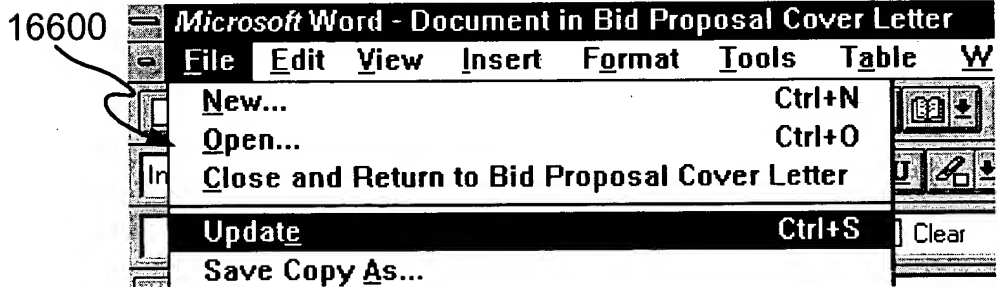 16600
Microsoft Word - Document in Bid Proposal Cover Letter
File Edit View Insert Format Tools Table W
New... Ctrl+N
Open... Ctrl+O
In
Close and Return to Bid Proposal Cover Letter U
Update Ctrl+S Clear
Save Copy As...